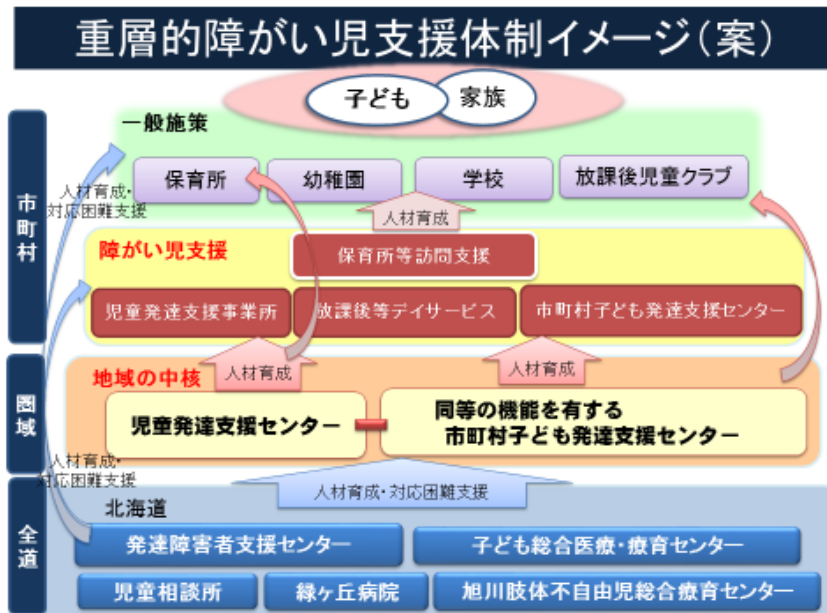 重層的障がい児支援体制イメージ(案)
子ども
家族
市町村
一般施策
保育所
幼稚園
学校
放課後児童クラブ
人材育成・
対応困難支援
人材育成
障がい児支援
保育所等訪問支援
児童発達支援事業所
放課後等デイサービス
市町村子ども発達支援センター
人材育成
人材育成
圏域
地域の中核
児童発達支援センター
同等の機能を有する
市町村子ども発達支援センター
人材育成・
対応困難支援
人材育成・対応困難支援
全道
北海道
発達障害者支援センター
子ども総合医療・療育センター
児童相談所
緑ヶ丘病院
旭川肢体不自由児総合療育センター